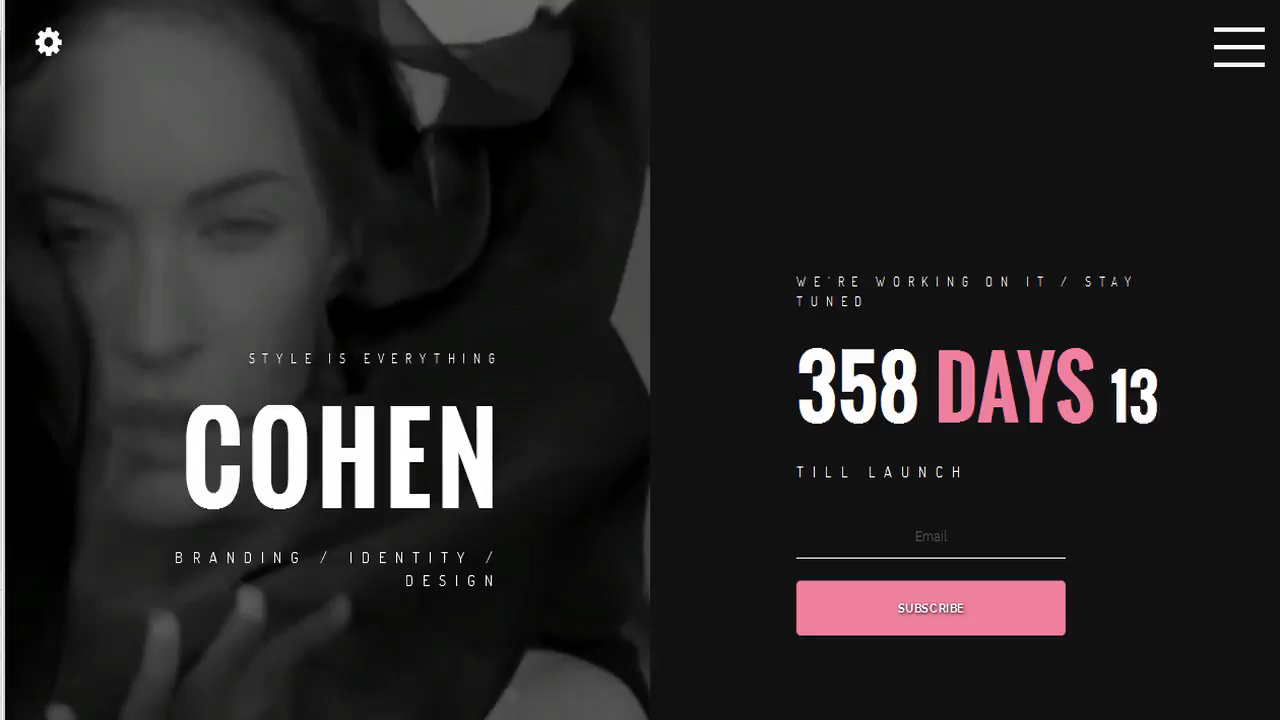 STYLE IS EVERYTHING
COHEN
BRANDING / IDENTITY /
DESIGN
WE'RE WORKING ON IT / STAY
TUNED
358 DAYS 13
TILL LAUNCH
Email
SUBSCRIBE